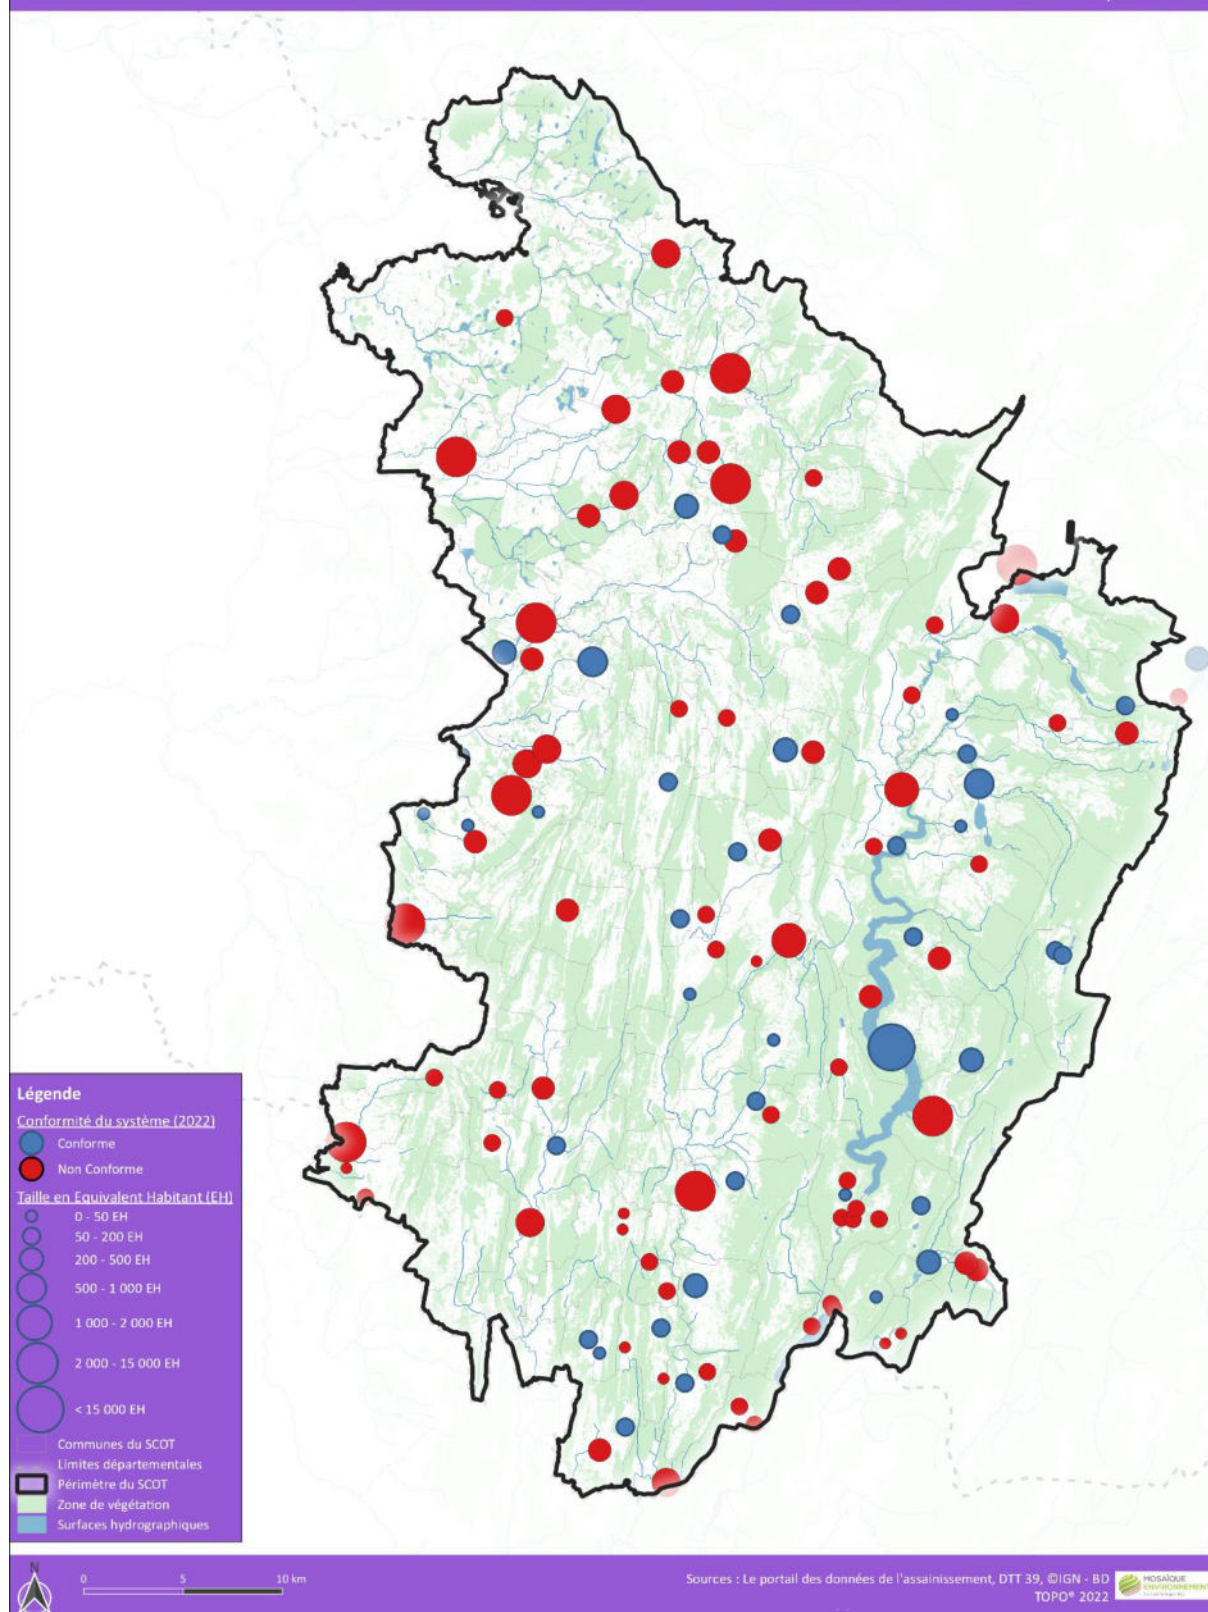 Légende
Conformité du système (2022)
Conforme
Non Conforme
Taille en Equivalent Habitant (EH)
0 - 50 EH
50 - 200 EH
200 - 500 EH
500 - 1 000 EH
1 000 - 2 000 EH
2 000 - 15 000 EH
< 15 000 EH
Communes du SCOT
Limites départementales
Périmètre du SCOT
Zone de végétation
Surfaces hydrographiques
N
0 5 10 km
Sources : Le portail des données de l'assainissement, DTT 39, ©IGN - BD
TOPO® 2022
MOSAÏQUE
ENVIRONNEMENT